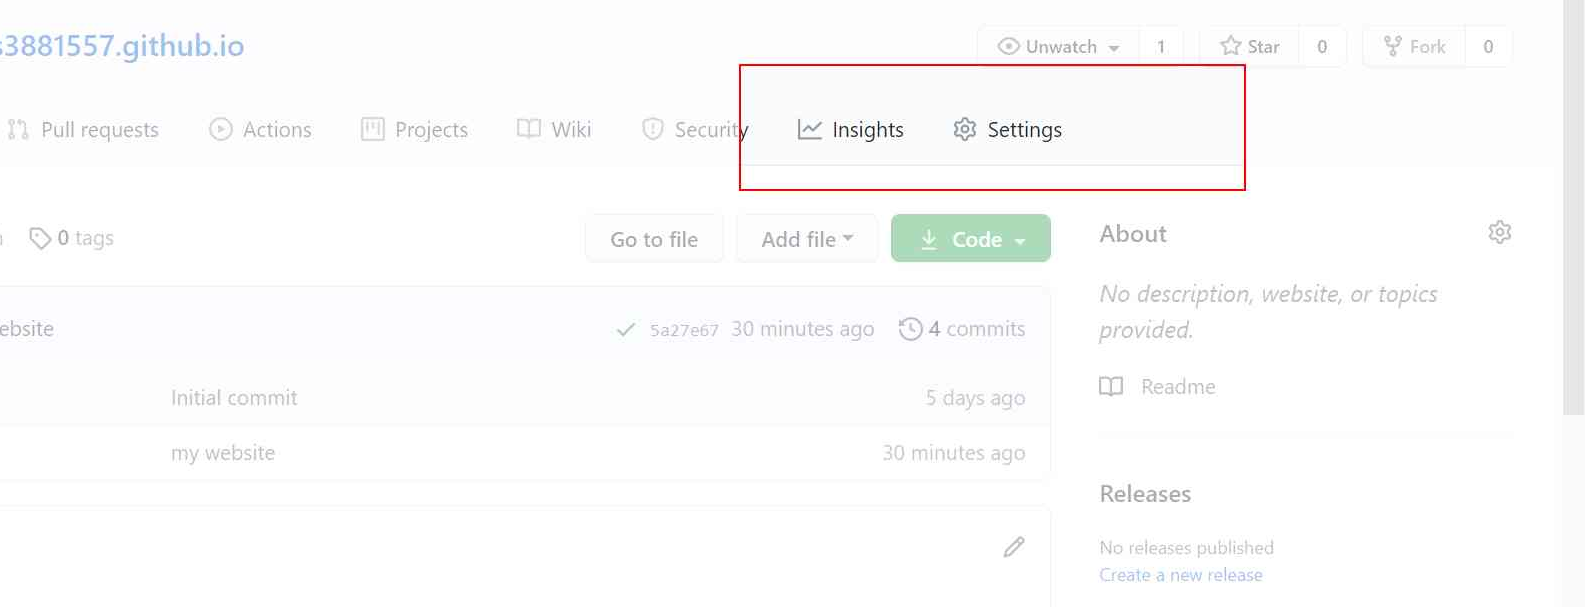 s3881557.github.io
Unwatch 1 Star 0 Fork 0
Pull requests Actions Projects Wiki Security Insights Settings
0 tags
Go to file Add file Code
About
No description, website, or topics
provided.
Readme
ebsite 5a27e67 30 minutes ago 4 commits
Initial commit 5 days ago
my website 30 minutes ago
Releases
No releases published
Create a new release